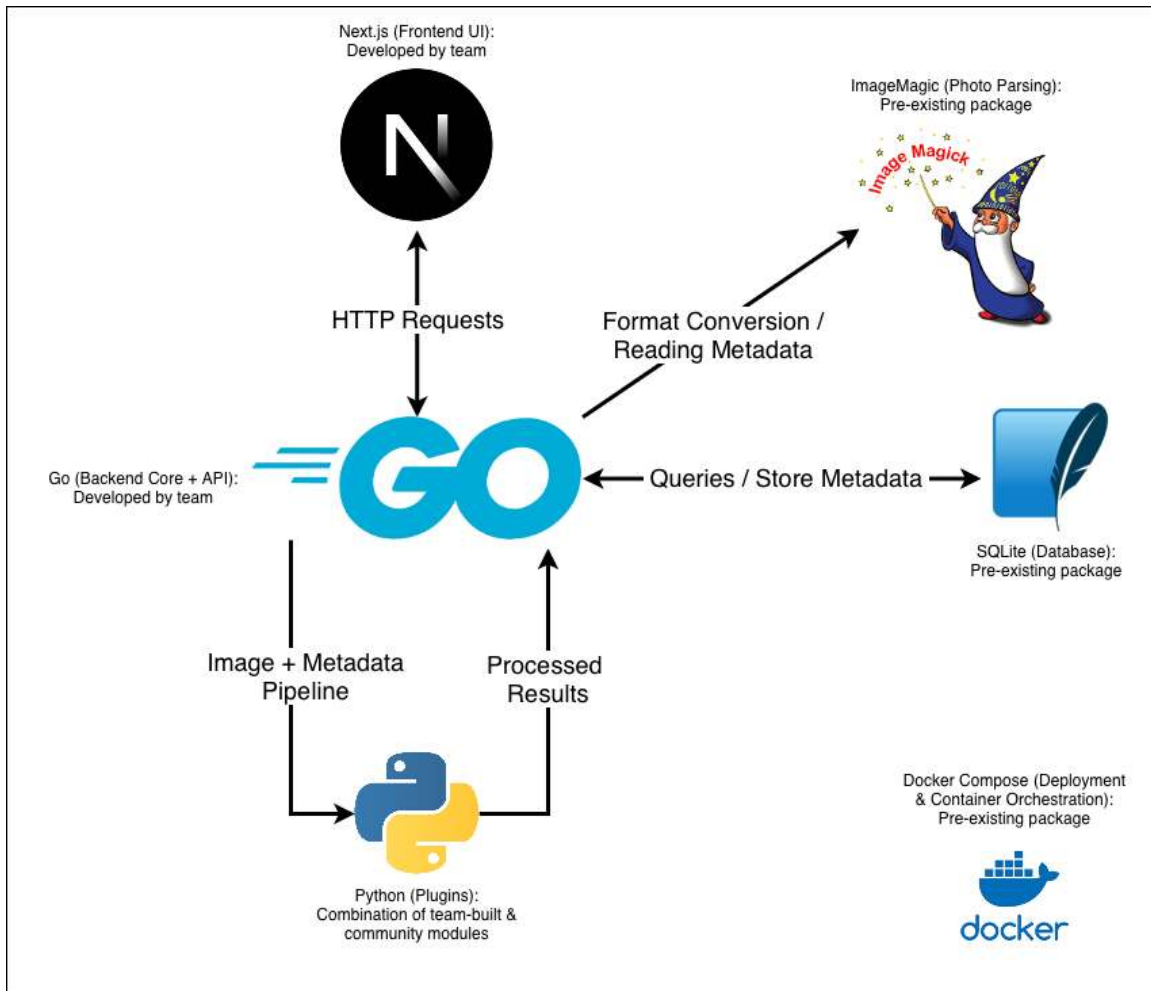 Next.js (Frontend UI):
Developed by team
N
ImageMagic (Photo Parsing):
Pre-existing package
Image Magick
HTTP Requests
Format Conversion /
Reading Metadata
GO
Go (Backend Core + API):
Developed by team
Queries / Store Metadata
SQLite (Database):
Pre-existing package
Image + Metadata
Pipeline
Processed
Results
Python (Plugins):
Combination of team-built &
community modules
Docker Compose (Deployment
& Container Orchestration):
Pre-existing package
docker